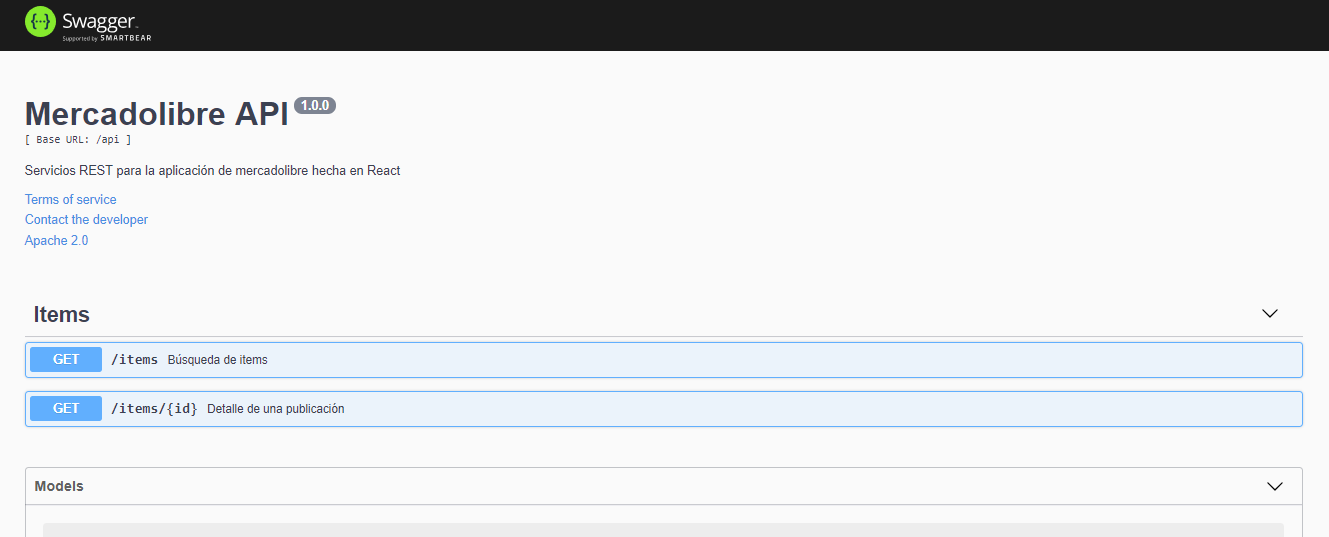 Swagger
Supported by SMARTBEAR
Mercadolibre API 1.0.0
[ Base URL: /api ]
Servicios REST para la aplicación de mercadolibre hecha en React
Terms of service
Contact the developer
Apache 2.0
Items
GET /items Búsqueda de items
GET /items/{id} Detalle de una publicación
Models